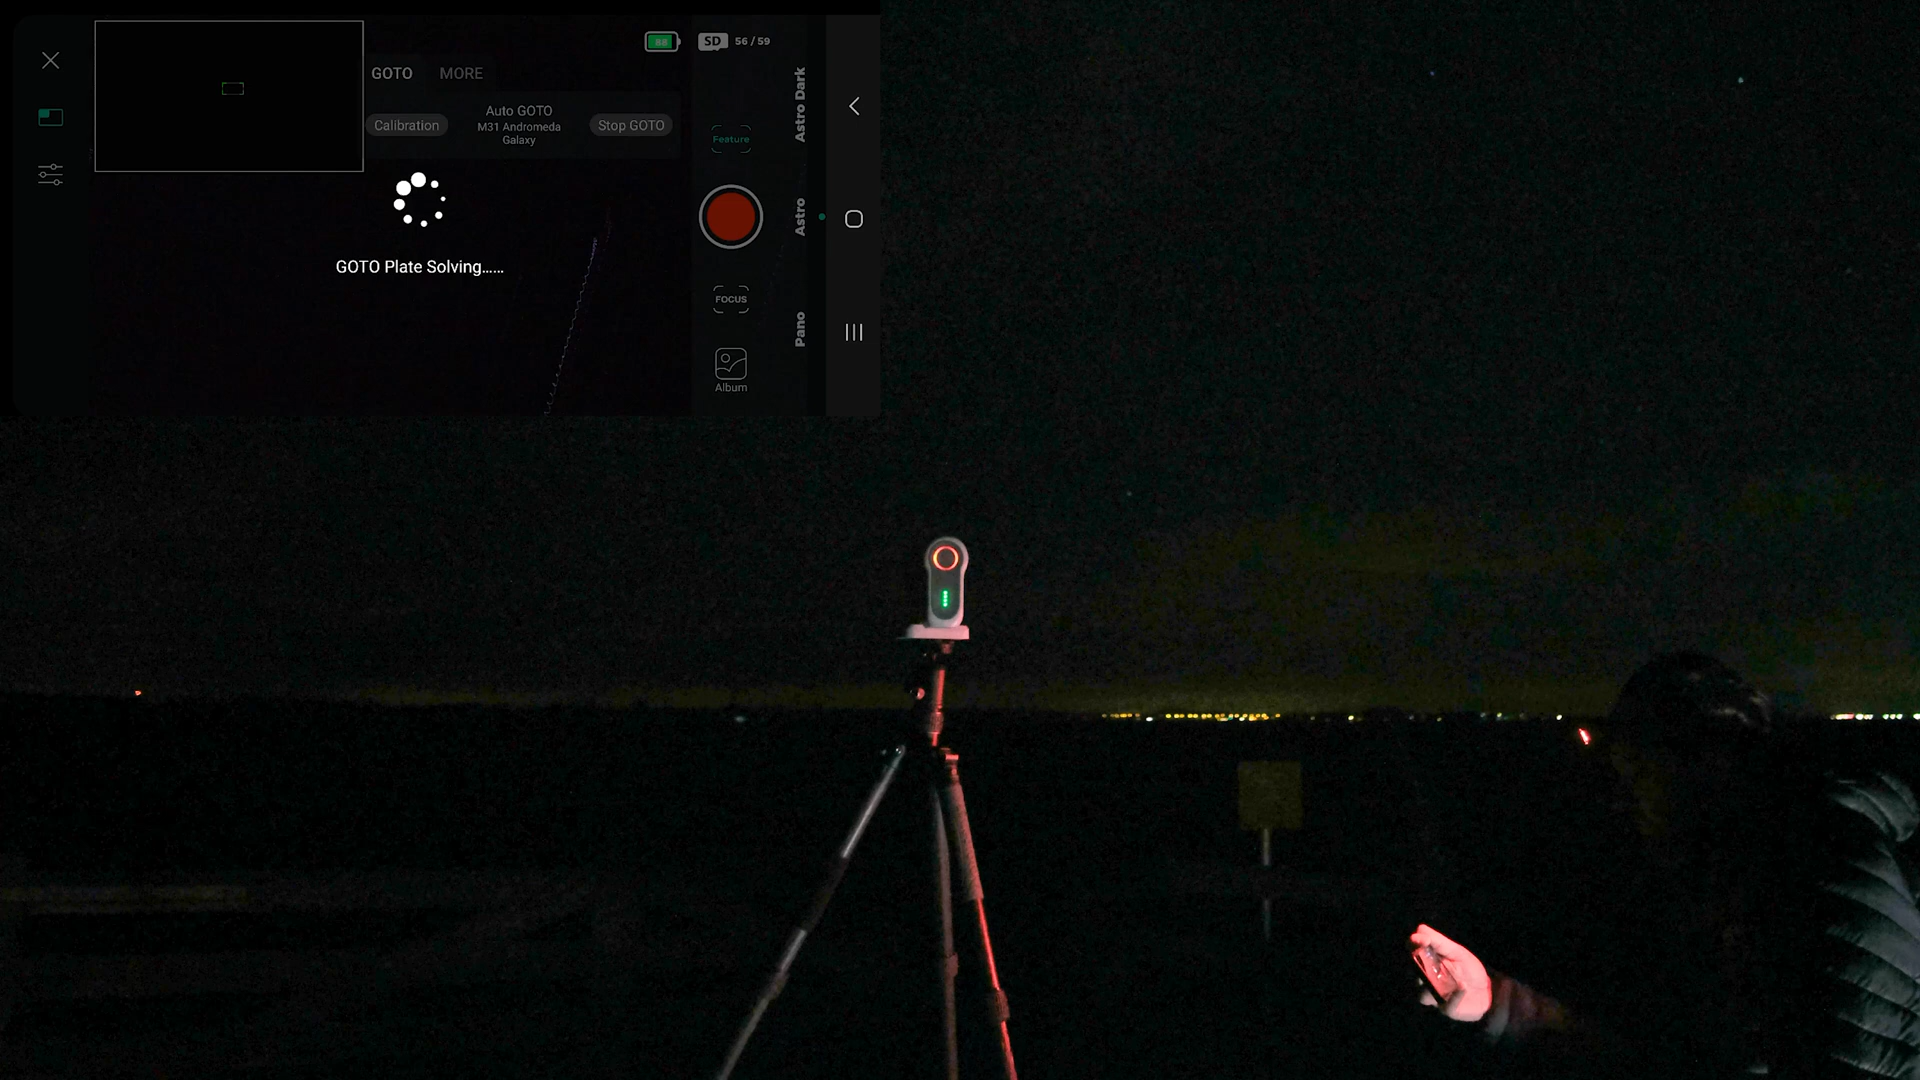 88
SD 56 / 59
GOTO MORE
Calibration
Auto GOTO
M31 Andromeda
Galaxy
Stop GOTO
GOTO Plate Solving......
Feature
FOCUS
Album
Astro Dark
Astro
Pano